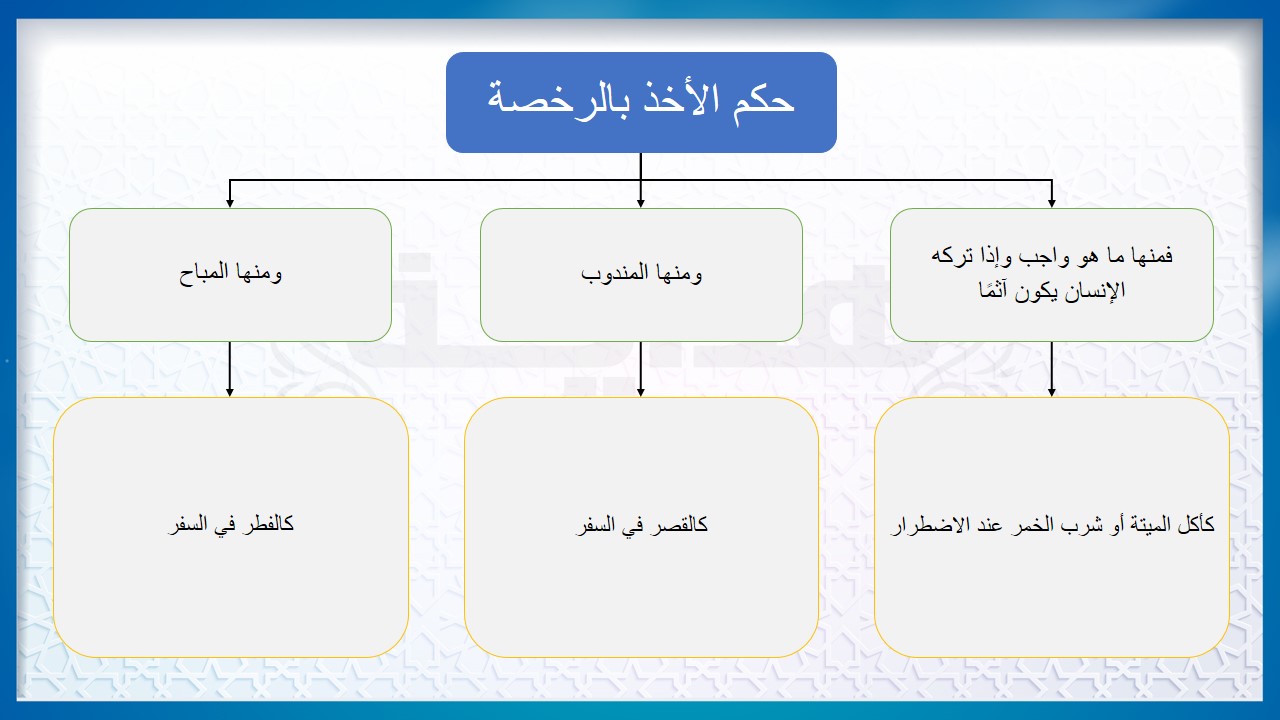 حكم الأخذ بالرخصة
فمنها ما هو واجب وإذا تركه
الإنسان يكون آثمًا
ومنها المندوب
ومنها المباح
كأكل الميتة أو شرب الخمر عند الاضطرار
كالقصر في السفر
كالفطر في السفر